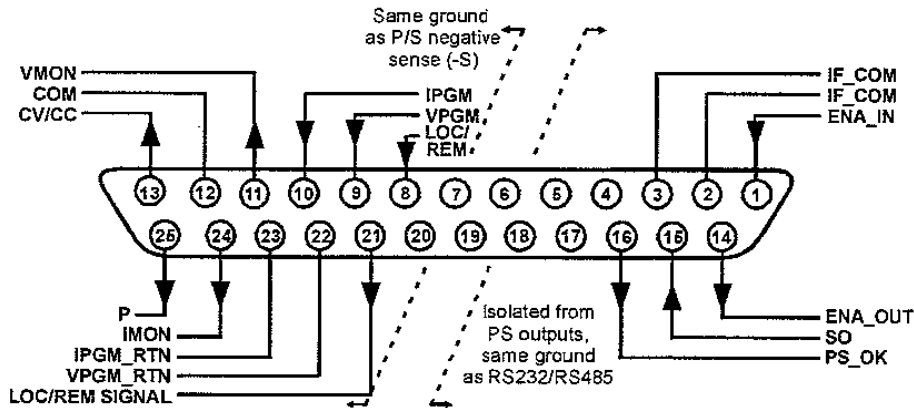 Same ground
as P/S negative
sense (-S)
VMON
COM
CV/CC
IPGM
VPGM
LOC/
REM
IF_COM
IF_COM
ENA_IN
13 12 11 10 9 8 7 6 5 4 3 2 1
25 24 23 22 21 20 19 18 17 16 15 14
P
IMON
IPGM_RTN
VPGM_RTN
LOC/REM SIGNAL
Isolated from
PS outputs,
same ground
as RS232/RS485
ENA_OUT
SO
PS_OK